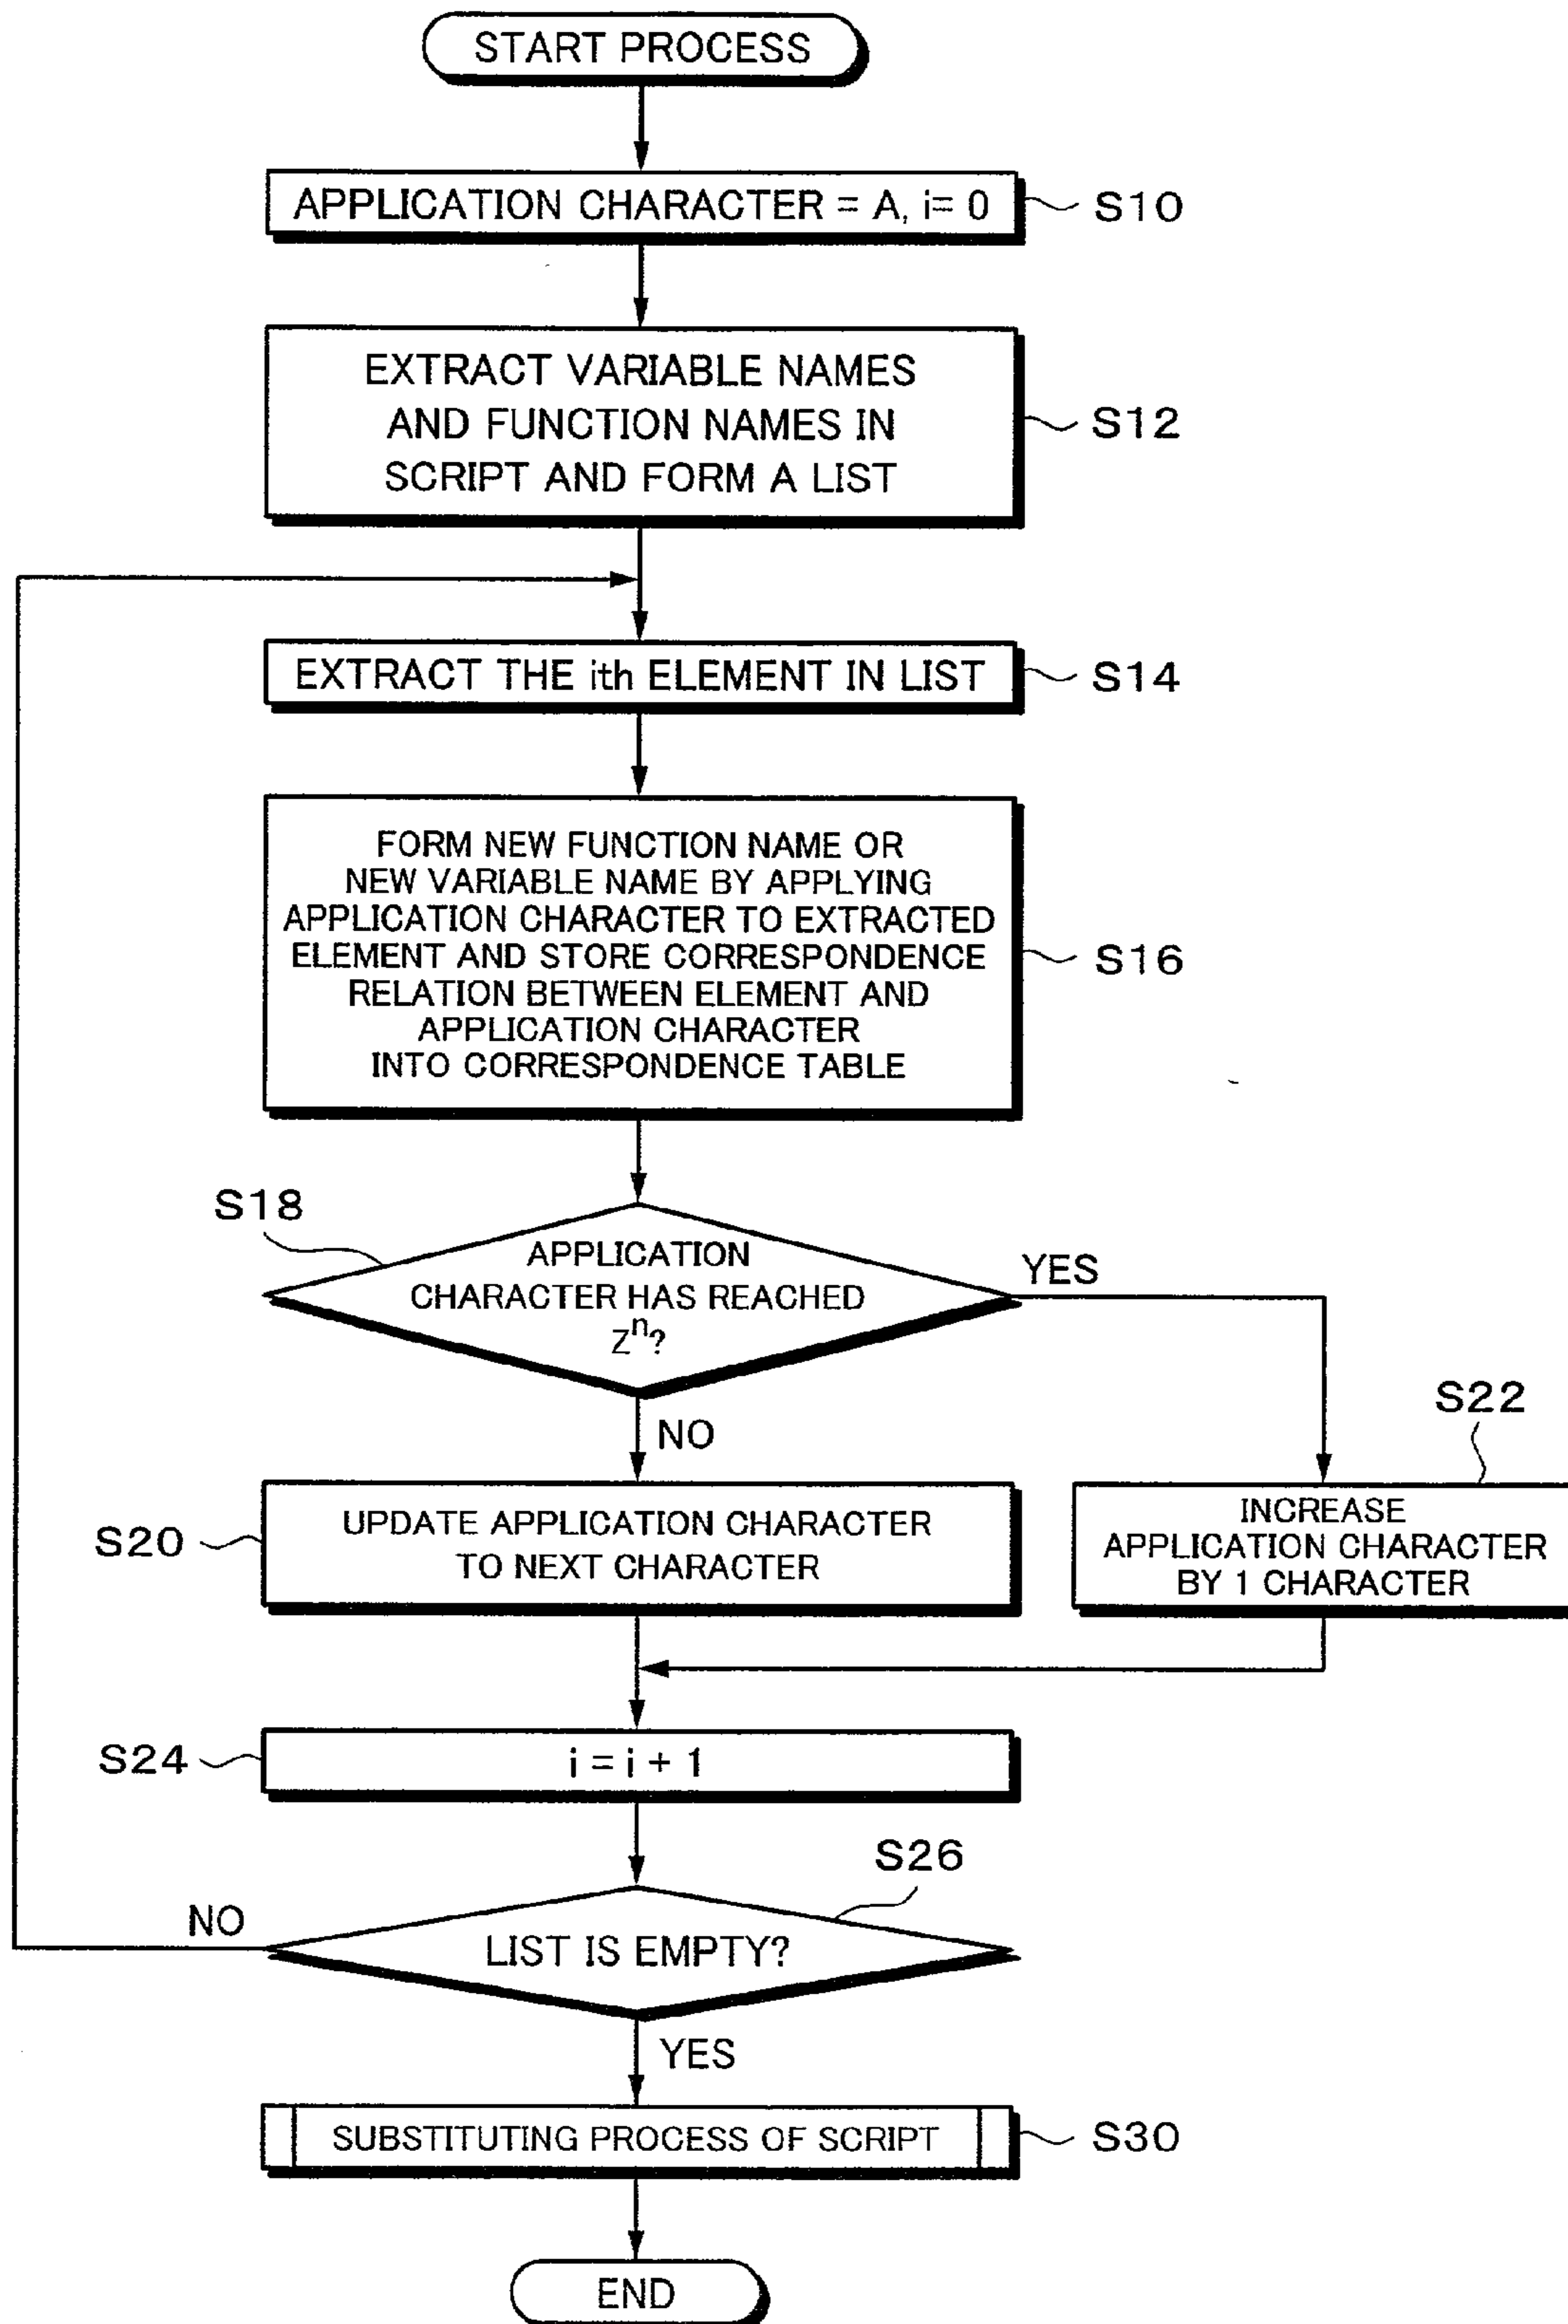 START PROCESS
APPLICATION CHARACTER = A, i= 0
S10
EXTRACT VARIABLE NAMES
AND FUNCTION NAMES IN
SCRIPT AND FORM A LIST
S12
EXTRACT THE ith ELEMENT IN LIST
S14
FORM NEW FUNCTION NAME OR
NEW VARIABLE NAME BY APPLYING
APPLICATION CHARACTER TO EXTRACTED
ELEMENT AND STORE CORRESPONDENCE
RELATION BETWEEN ELEMENT AND
APPLICATION CHARACTER
INTO CORRESPONDENCE TABLE
S16
S18
APPLICATION
CHARACTER HAS REACHED
Zⁿ?
YES
NO
S20
UPDATE APPLICATION CHARACTER
TO NEXT CHARACTER
S22
INCREASE
APPLICATION CHARACTER
BY 1 CHARACTER
S24
i = i + 1
S26
NO
LIST IS EMPTY?
YES
SUBSTITUTING PROCESS OF SCRIPT
S30
END